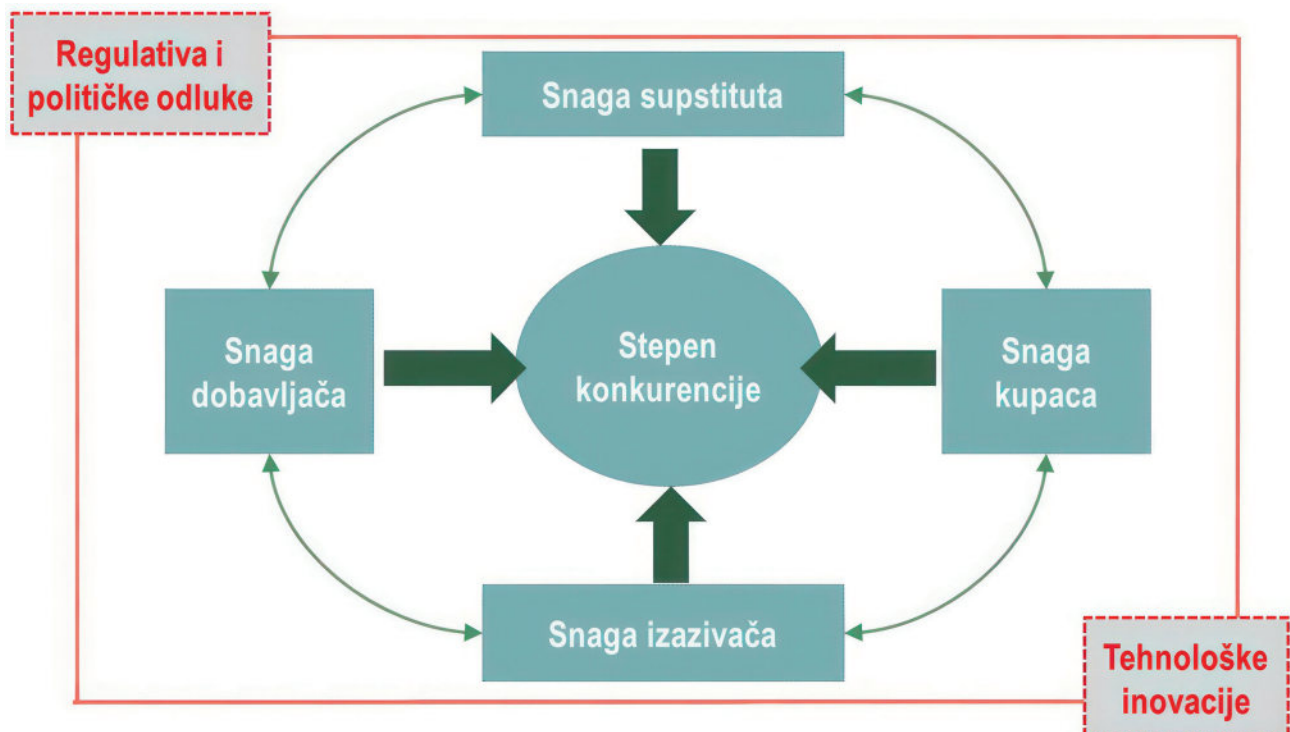 Regulativa i
političke odluke
Snaga supstituta
Snaga
dobavljača
Stepen
konkurencije
Snaga
kupaca
Snaga izazivača
Tehnološke
inovacije